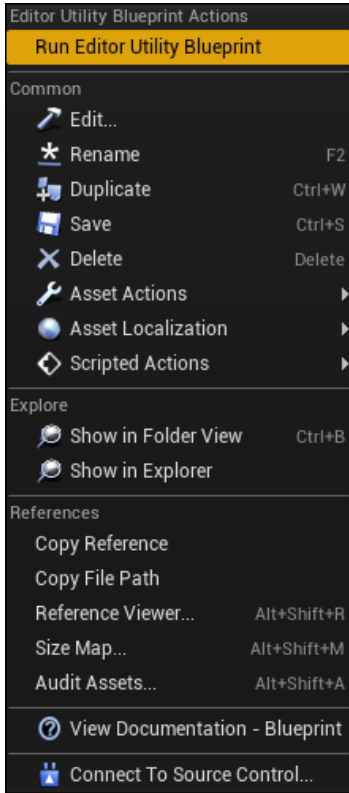 Editor Utility Blueprint Actions
Run Editor Utility Blueprint
Common
Edit...
Rename F2
Duplicate Ctrl+W
Save Ctrl+S
Delete Delete
Asset Actions
Asset Localization
Scripted Actions
Explore
Show in Folder View Ctrl+B
Show in Explorer
References
Copy Reference
Copy File Path
Reference Viewer... Alt+Shift+R
Size Map... Alt+Shift+M
Audit Assets... Alt+Shift+A
View Documentation - Blueprint
Connect To Source Control...